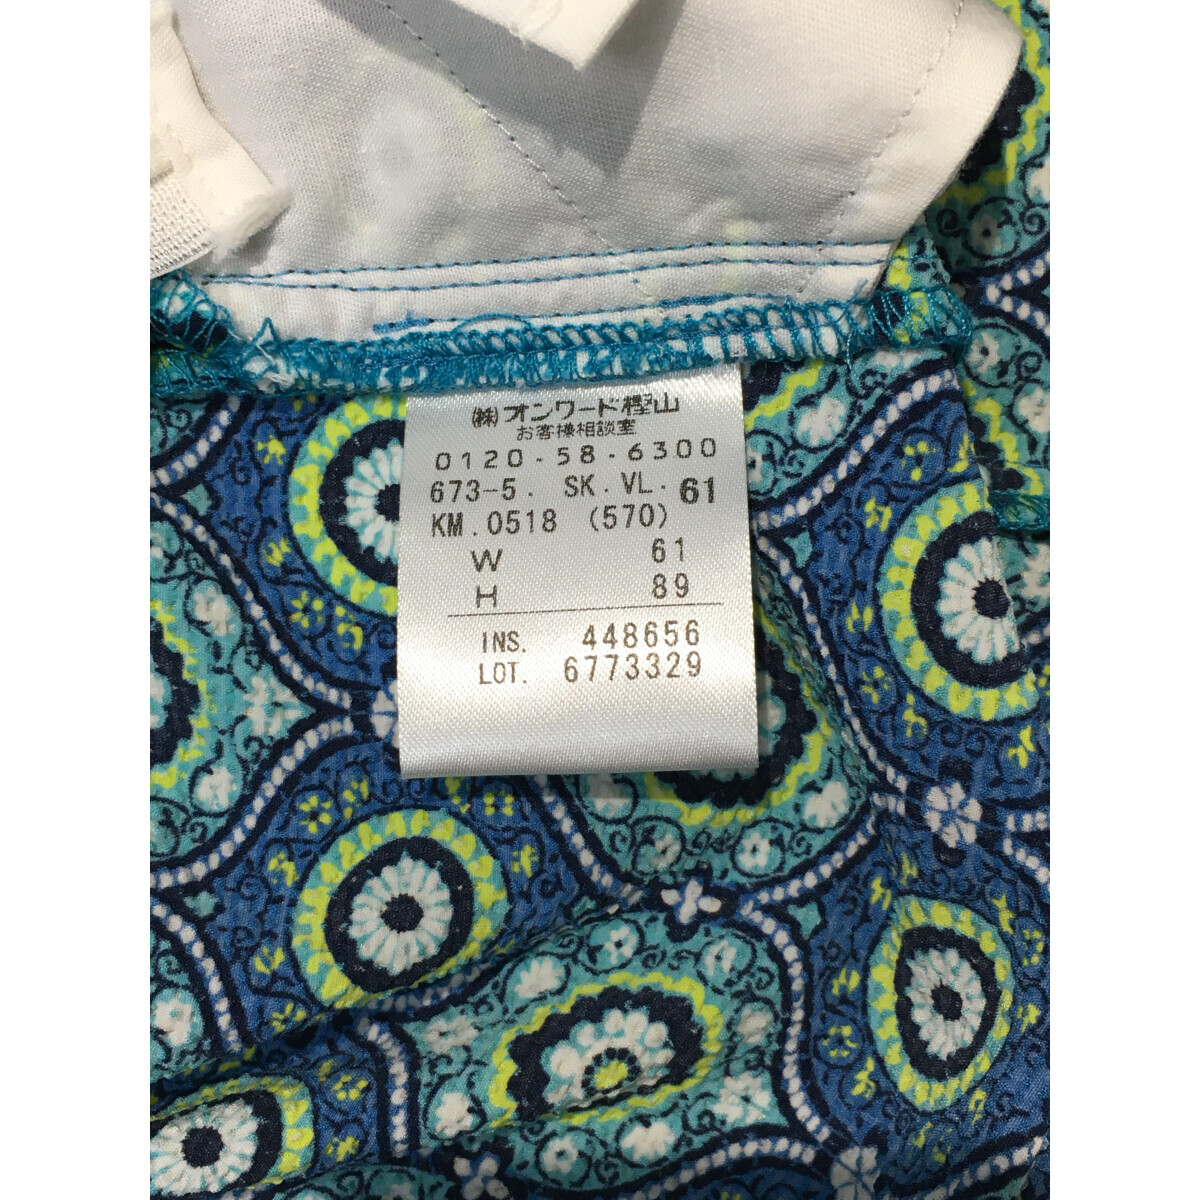 ㈱オンワード樫山
お客様相談室
0120-58-6300
673-5. SK.VL. 61
KM.0518 (570)
W 61
H 89
INS. 448656
LOT. 6773329